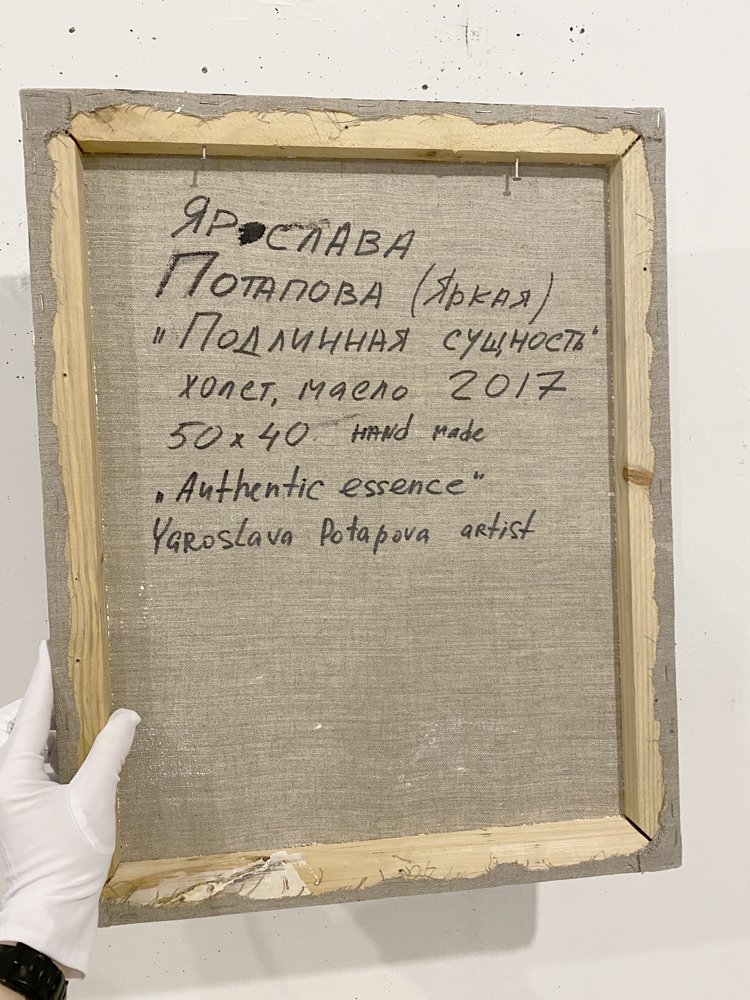 Ярослава
Потапова (Яркая)
"Подлинная сущность"
холст, масло 2017
50 x 40 HANd made
„Authentic essence"
Yaroslava Potapova artist